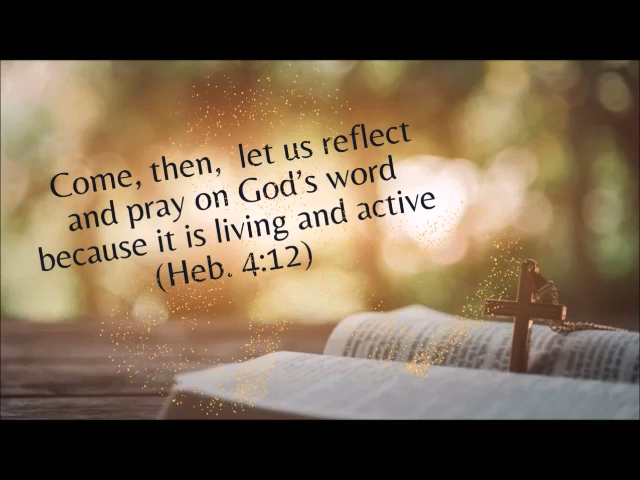 Come, then, let us reflect
and pray on God's word
because it is living and active
(Heb. 4:12)